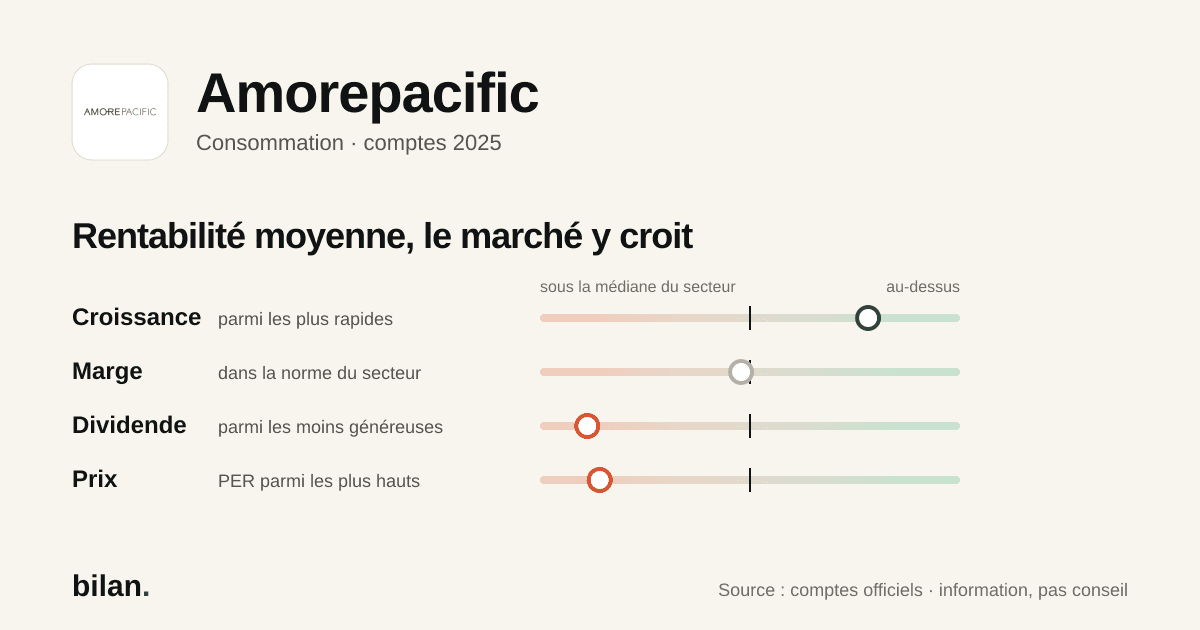 AMOREPACIFIC
Amorepacific
Consommation · comptes 2025
Rentabilité moyenne, le marché y croit
sous la médiane du secteur au-dessus
Croissance parmi les plus rapides
Marge dans la norme du secteur
Dividende parmi les moins généreuses
Prix PER parmi les plus hauts
bilan.
Source : comptes officiels · information, pas conseil